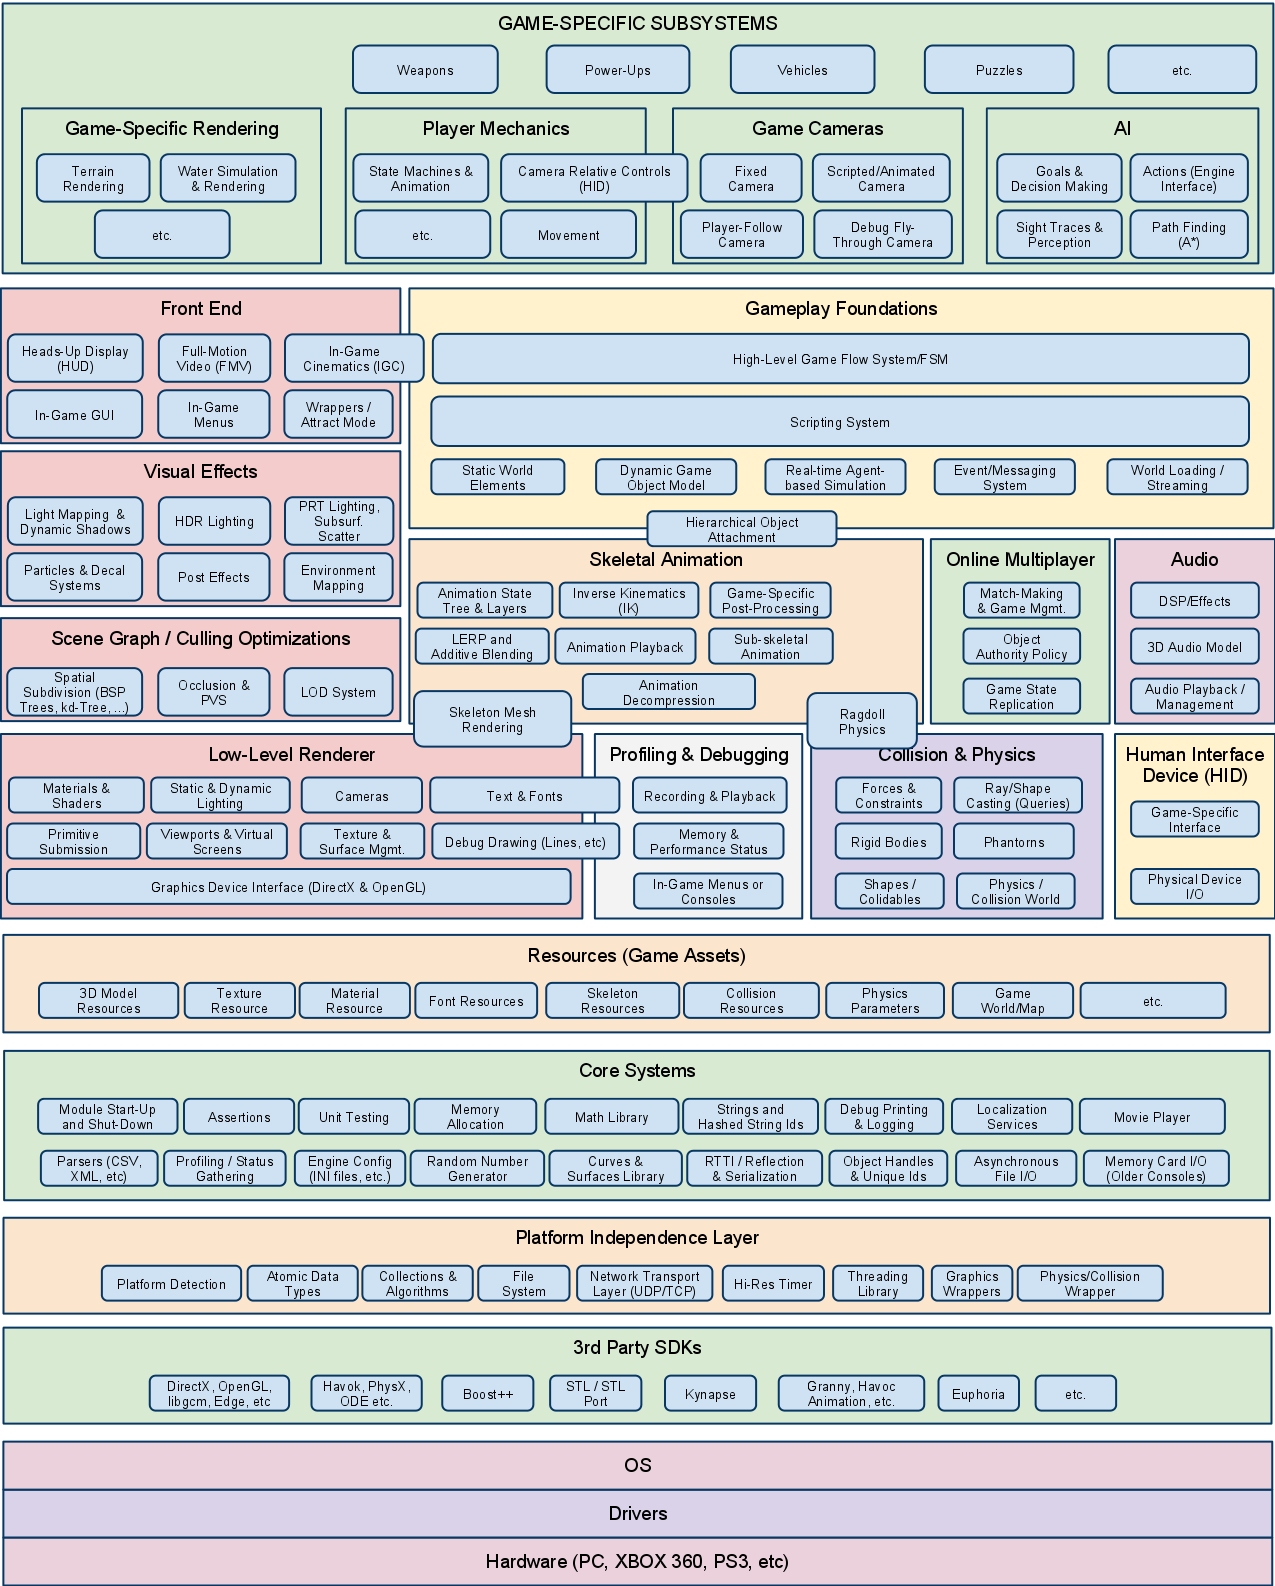 GAME-SPECIFIC SUBSYSTEMS
Weapons
Power-Ups
Vehicles
Puzzles
etc.
Game-Specific Rendering
Terrain
Rendering
Water Simulation
& Rendering
etc.
Player Mechanics
State Machines &
Animation
Camera Relative Controls
(HID)
etc.
Movement
Game Cameras
Fixed
Camera
Scripted/Animated
Camera
Player-Follow
Camera
Debug Fly-
Through Camera
AI
Goals &
Decision Making
Actions (Engine
Interface)
Sight Traces &
Perception
Path Finding
(A*)
Front End
Heads-Up Display
(HUD)
Full-Motion
Video (FMV)
In-Game
Cinematics (IGC)
In-Game GUI
In-Game
Menus
Wrappers /
Attract Mode
Gameplay Foundations
High-Level Game Flow System/FSM
Scripting System
Static World
Elements
Dynamic Game
Object Model
Real-time Agent-
based Simulation
Event/Messaging
System
World Loading /
Streaming
Hierarchical Object
Attachment
Visual Effects
Light Mapping &
Dynamic Shadows
HDR Lighting
PRT Lighting,
Subsurf.
Scatter
Particles & Decal
Systems
Post Effects
Environment
Mapping
Scene Graph / Culling Optimizations
Spatial
Subdivision (BSP
Trees, kd-Tree, ...)
Occlusion &
PVS
LOD System
Skeletal Animation
Animation State
Tree & Layers
Inverse Kinematics
(IK)
Game-Specific
Post-Processing
LERP and
Additive Blending
Animation Playback
Sub-skeletal
Animation
Animation
Decompression
Skeleton Mesh
Rendering
Ragdoll
Physics
Online Multiplayer
Match-Making
& Game Mgmt.
Object
Authority Policy
Game State
Replication
Audio
DSP/Effects
3D Audio Model
Audio Playback /
Management
Low-Level Renderer
Materials &
Shaders
Static & Dynamic
Lighting
Cameras
Text & Fonts
Primitive
Submission
Viewports & Virtual
Screens
Texture &
Surface Mgmt.
Debug Drawing (Lines, etc)
Graphics Device Interface (DirectX & OpenGL)
Profiling & Debugging
Recording & Playback
Memory &
Performance Status
In-Game Menus or
Consoles
Collision & Physics
Forces &
Constraints
Ray/Shape
Casting (Queries)
Rigid Bodies
Phantorns
Shapes /
Colidables
Physics /
Collision World
Human Interface
Device (HID)
Game-Specific
Interface
Physical Device
I/O
Resources (Game Assets)
3D Model
Resources
Texture
Resource
Material
Resource
Font Resources
Skeleton
Resources
Collision
Resources
Physics
Parameters
Game
World/Map
etc.
Core Systems
Module Start-Up
and Shut-Down
Assertions
Unit Testing
Memory
Allocation
Math Library
Strings and
Hashed String Ids
Debug Printing
& Logging
Localization
Services
Movie Player
Parsers (CSV,
XML, etc)
Profiling / Status
Gathering
Engine Config
(INI files, etc.)
Random Number
Generator
Curves &
Surfaces Library
RTTI / Reflection
& Serialization
Object Handles
& Unique Ids
Asynchronous
File I/O
Memory Card I/O
(Older Consoles)
Platform Independence Layer
Platform Detection
Atomic Data
Types
Collections &
Algorithms
File
System
Network Transport
Layer (UDP/TCP)
Hi-Res Timer
Threading
Library
Graphics
Wrappers
Physics/Collision
Wrapper
3rd Party SDKs
DirectX, OpenGL,
libgcm, Edge, etc
Havok, PhysX,
ODE etc.
Boost++
STL / STL
Port
Kynapse
Granny, Havoc
Animation, etc.
Euphoria
etc.
OS
Drivers
Hardware (PC, XBOX 360, PS3, etc)